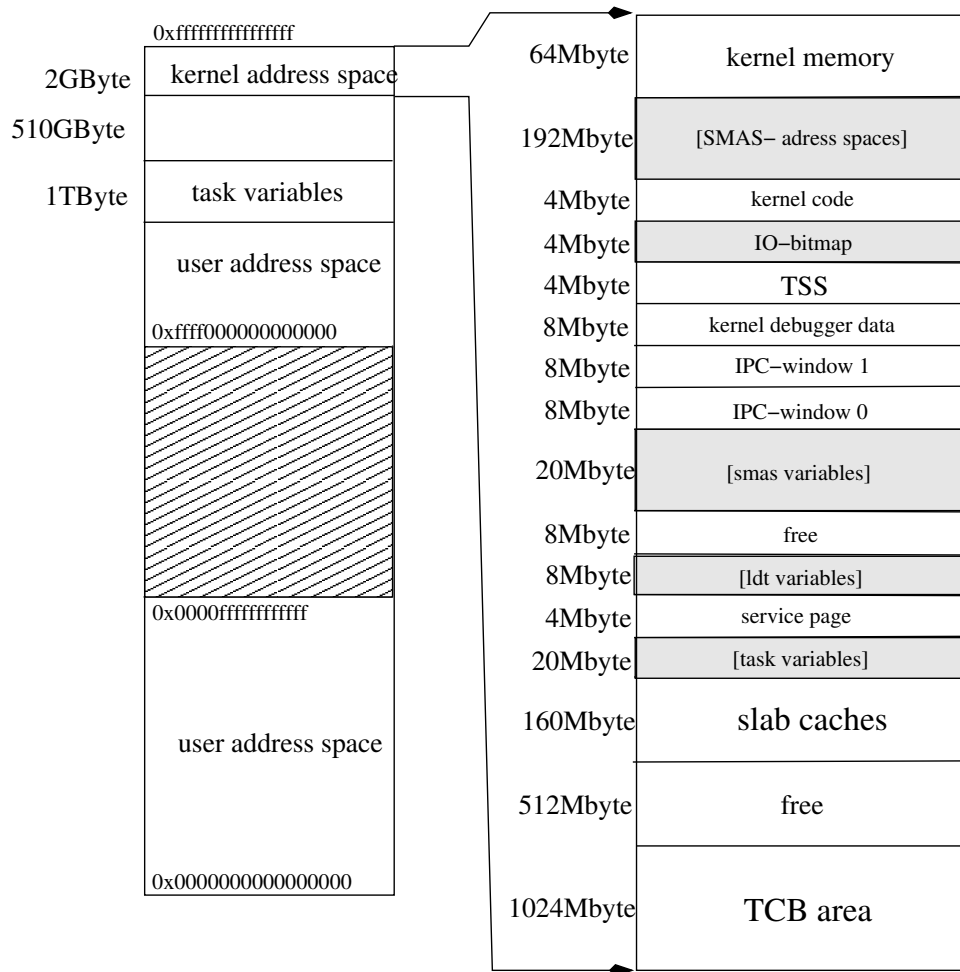 0xffffffffffffffff
2GByte
kernel address space
510GByte
1TByte
task variables
user address space
0xffff000000000000
0x0000ffffffffffff
user address space
0x0000000000000000
64Mbyte
kernel memory
192Mbyte
[SMAS− adress spaces]
4Mbyte
kernel code
4Mbyte
IO−bitmap
4Mbyte
TSS
8Mbyte
kernel debugger data
8Mbyte
IPC−window 1
8Mbyte
IPC−window 0
20Mbyte
[smas variables]
8Mbyte
free
8Mbyte
[ldt variables]
4Mbyte
service page
20Mbyte
[task variables]
160Mbyte
slab caches
512Mbyte
free
1024Mbyte
TCB area